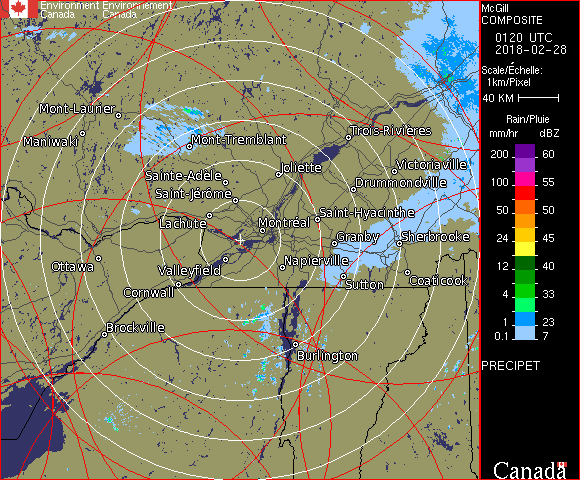 Environment Environnement
Canada Canada
McGill
COMPOSITE
0120 UTC
2018-02-28
Scale/Échelle:
1km/Pixel
40 KM
Rain/Pluie
mm/hr dBZ
200 60
150 57
100 55
50 50
24 45
12 40
4 33
1 23
0.1 7
PRECIPET
Canada
Mont-Laurier
Maniwaki
Mont-Tremblant
Trois-Rivières
Sainte-Adèle
Joliette
Victoriaville
Saint-Jérôme
Drummondville
Lachute
Montréal
Saint-Hyacinthe
Granby
Sherbrooke
Ottawa
Valleyfield
Napierville
Cornwall
Sutton
Coaticook
Brockville
Burlington